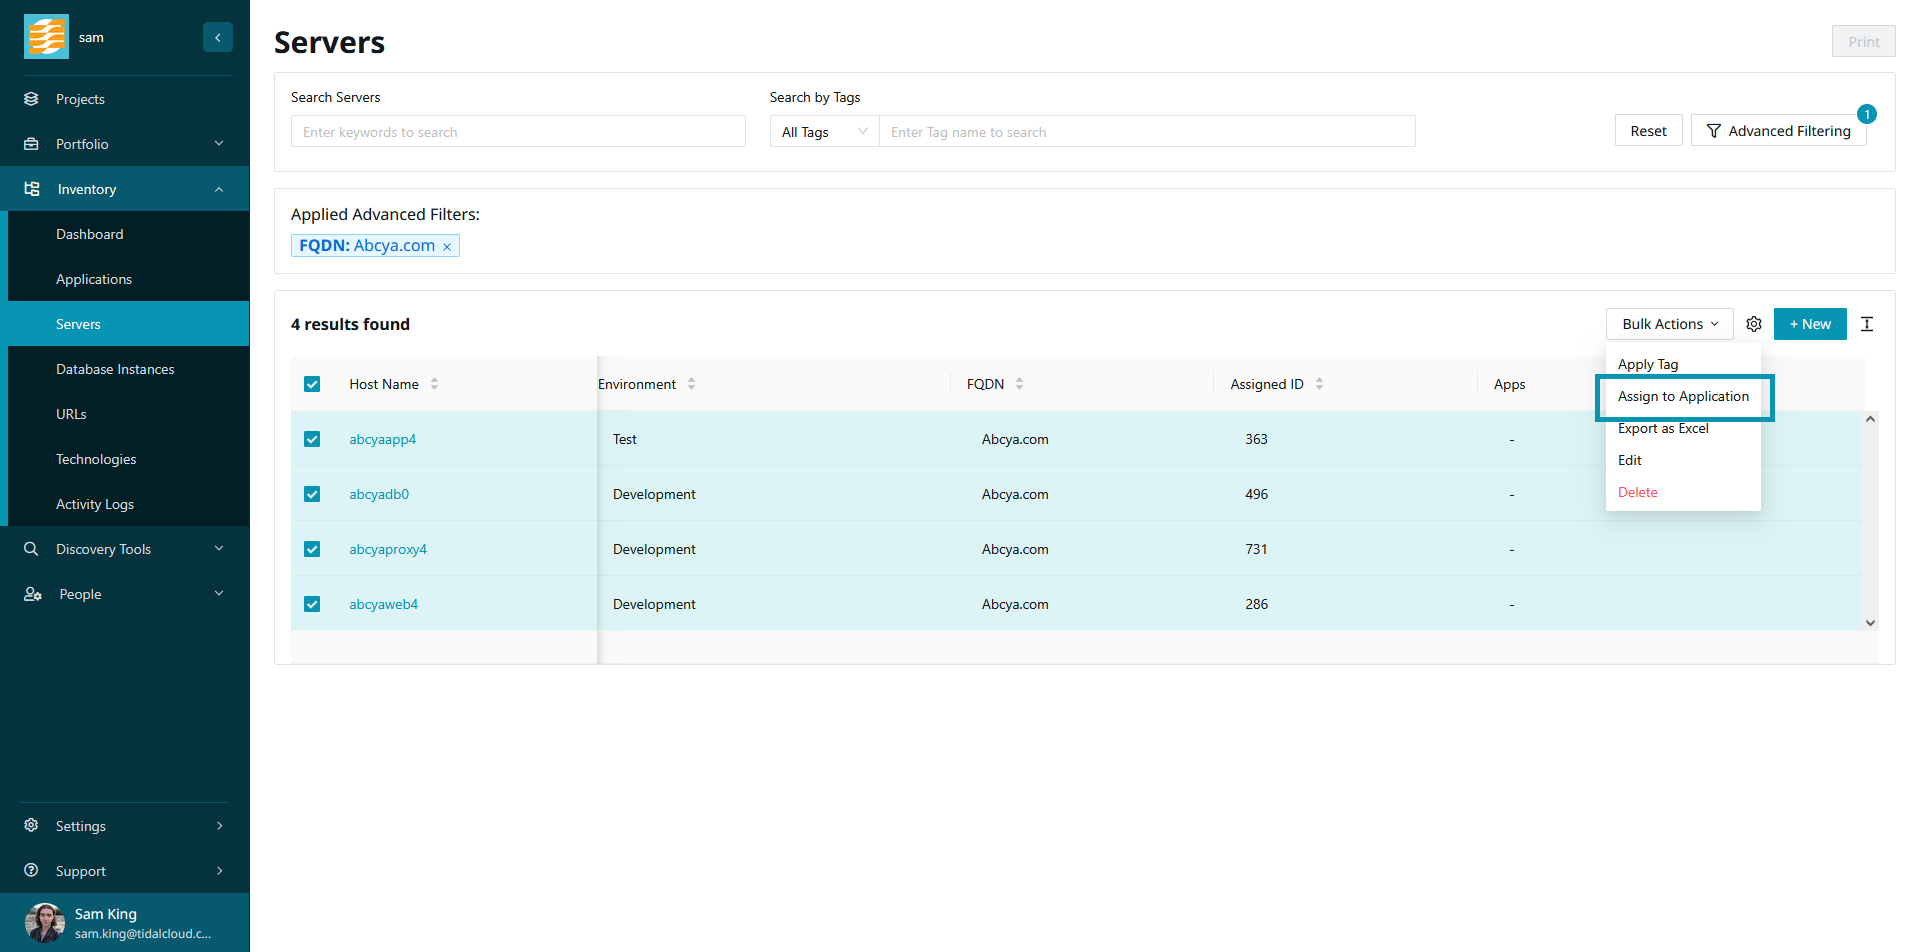 sam
Projects
Portfolio
Inventory
Dashboard
Applications
Servers
Database Instances
URLs
Technologies
Activity Logs
Discovery Tools
People
Settings
Support
Sam King
sam.king@tidalcloud.c...
Servers
Print
Search Servers
Enter keywords to search
Search by Tags
All Tags
Enter Tag name to search
Reset
Advanced Filtering
1
Applied Advanced Filters:
FQDN: Abcya.com ×
4 results found
Bulk Actions
+ New
Apply Tag
Assign to Application
Export as Excel
Edit
Delete
Host Name Environment FQDN Assigned ID Apps
abcyaapp4 Test Abcya.com 363 -
abcyadb0 Development Abcya.com 496 -
abcyaproxy4 Development Abcya.com 731 -
abcyaweb4 Development Abcya.com 286 -